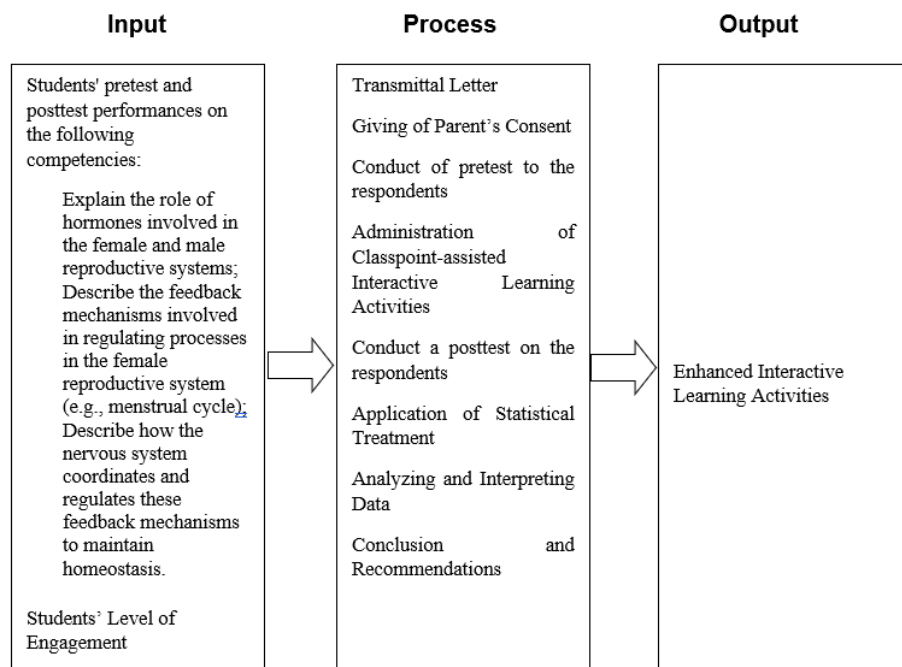 Input
Students' pretest and
posttest performances on
the following
competencies:
Explain the role of
hormones involved in
the female and male
reproductive systems;
Describe the feedback
mechanisms involved
in regulating processes
in the female
reproductive system
(e.g., menstrual cycle);
Describe how the
nervous system
coordinates and
regulates these
feedback mechanisms
to maintain
homeostasis.
Students’ Level of
Engagement
Process
Transmittal Letter
Giving of Parent’s Consent
Conduct of pretest to the
respondents
Administration of
Classpoint-assisted
Interactive Learning
Activities
Conduct a posttest on the
respondents
Application of Statistical
Treatment
Analyzing and Interpreting
Data
Conclusion and
Recommendations
Output
Enhanced Interactive
Learning Activities